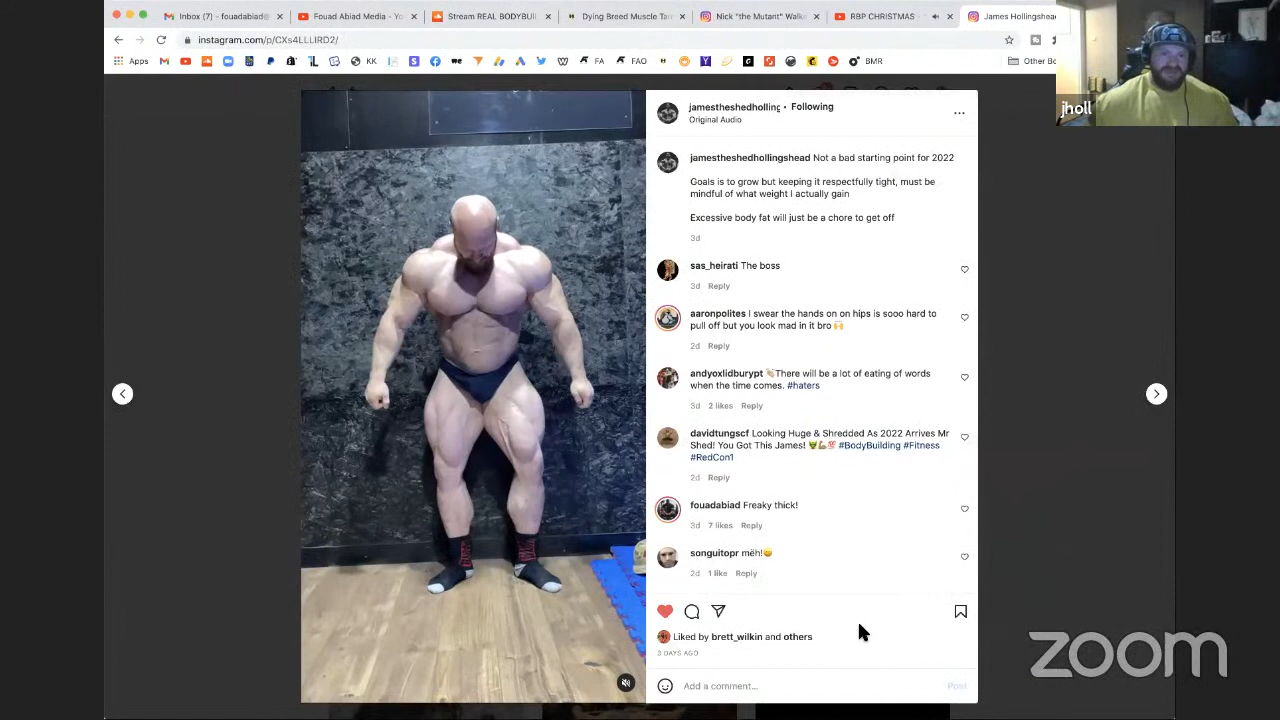 Inbox (7) - fouadabiad@
Fouad Abiad Media - Yo
Stream REAL BODYBUI
Dying Breed Muscle Tan
Nick "the Mutant" Walk
RBP CHRISTMAS -
James Hollingshea
instagram.com/p/CXs4LLLIRD2/
Apps
KK
FA
FAO
BMR
Other Bo
jholl
jamestheshedholling • Following
Original Audio
jamestheshedhollingshead Not a bad starting point for 2022
Goals is to grow but keeping it respectfully tight, must be
mindful of what weight I actually gain
Excessive body fat will just be a chore to get off
3d
sas_heirati The boss
3d Reply
aaronpolites I swear the hands on on hips is sooo hard to
pull off but you look mad in it bro 🙌
2d Reply
andyoxlidburypt 👏🏻There will be a lot of eating of words
when the time comes. #haters
3d 2 likes Reply
davidtungscf Looking Huge & Shredded As 2022 Arrives Mr
Shed! You Got This James! #BodyBuilding #Fitness
#RedCon1
2d Reply
fouadabiad Freaky thick!
3d 7 likes Reply
songuitopr mëh!
2d 1 like Reply
Liked by brett_wilkin and others
3 DAYS AGO
Add a comment...
Post
zoom